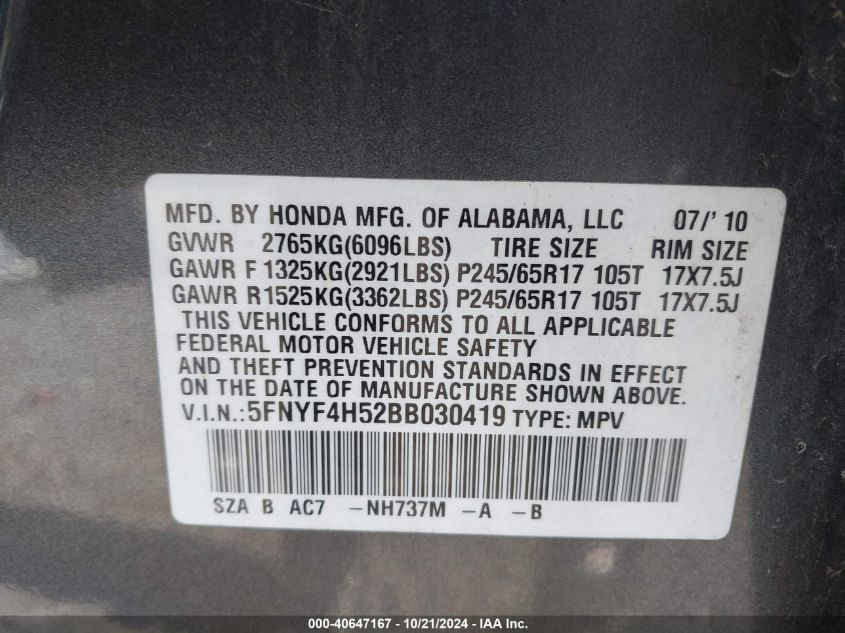 MFD. BY HONDA MFG. OF ALABAMA, LLC 07/'10
GVWR 2765KG(6096LBS) TIRE SIZE RIM SIZE
GAWR F 1325KG(2921LBS) P245/65R17 105T 17X7.5J
GAWR R 1525KG(3362LBS) P245/65R17 105T 17X7.5J
THIS VEHICLE CONFORMS TO ALL APPLICABLE
FEDERAL MOTOR VEHICLE SAFETY
AND THEFT PREVENTION STANDARDS IN EFFECT
ON THE DATE OF MANUFACTURE SHOWN ABOVE.
V.I.N.:5FNYF4H52BB030419 TYPE: MPV
SZA B AC7 -NH737M -A -B
000-40647167 - 10/21/2024 - IAA Inc.